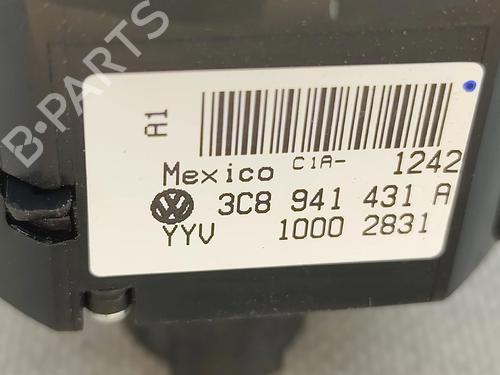 B-PARTS
A1
Mexico C1A- 1242
3C8 941 431 A
YYV 1000 2831